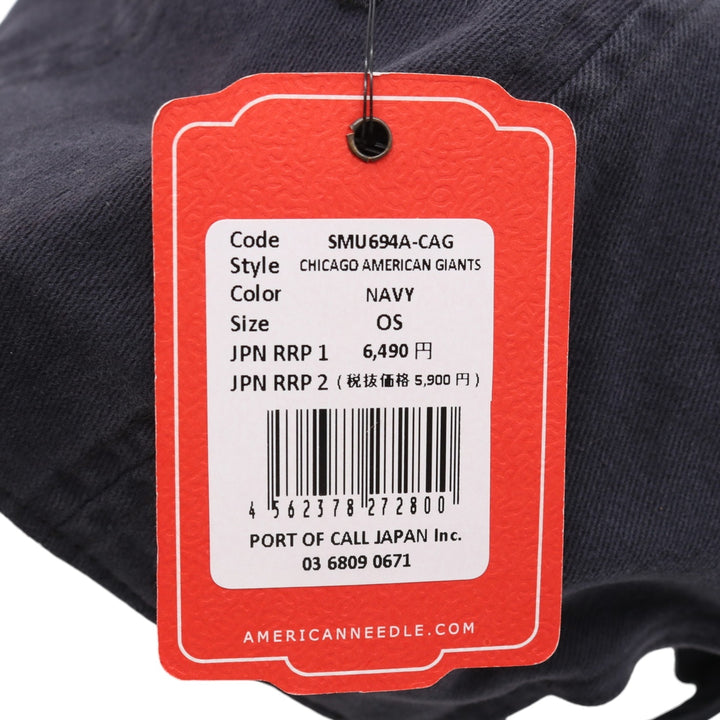 Code SMU694A-CAG
Style CHICAGO AMERICAN GIANTS
Color NAVY
Size OS
JPN RRP 1 6,490 円
JPN RRP 2 (税抜価格 5,900 円)
4 562378 272800
PORT OF CALL JAPAN Inc.
03 6809 0671
AMERICANNEEDLE.COM